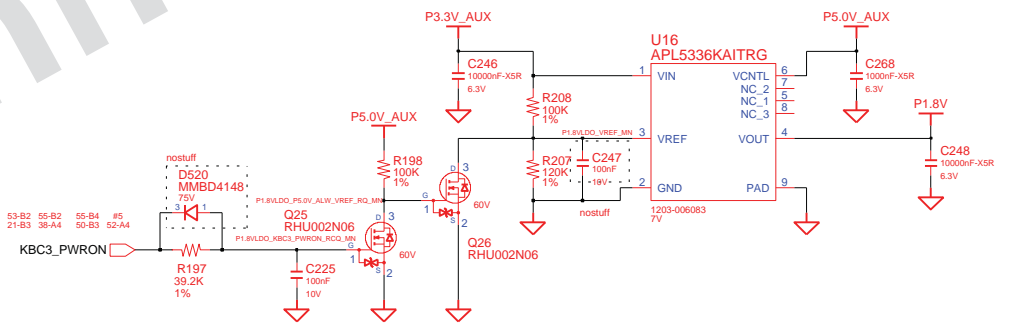 P3.3V_AUX
P5.0V_AUX
U16
APL5336KAITRG
C246
10000nF-X5R
6.3V
1 VIN
VCNTL 6
NC_2 7
NC_1 5
NC_3 8
C268
1000nF-X5R
6.3V
R208
100K
1%
P1.8V
P5.0V_AUX
P1.8VLDO_VREF_MN
3 VREF
VOUT 4
R198
100K
1%
D 3
R207
120K
1%
C247
100nF
10V
C248
10000nF-X5R
6.3V
nostuff
D520
MMBD4148
75V
3 1
P1.8VLDO_P5.0V_ALW_VREF_RQ_MN
G
1
60V
S
2
2 GND
PAD 9
nostuff
1203-006083
7V
53-B2 55-B2 55-B4 #5
21-B3 38-A4 50-B3 52-A4
Q25
RHU002N06
D 3
KBC3_PWRON
P1.8VLDO_KBC3_PWRON_RCQ_MN
G
1
60V
S
2
Q26
RHU002N06
R197
39.2K
1%
C225
100nF
10V